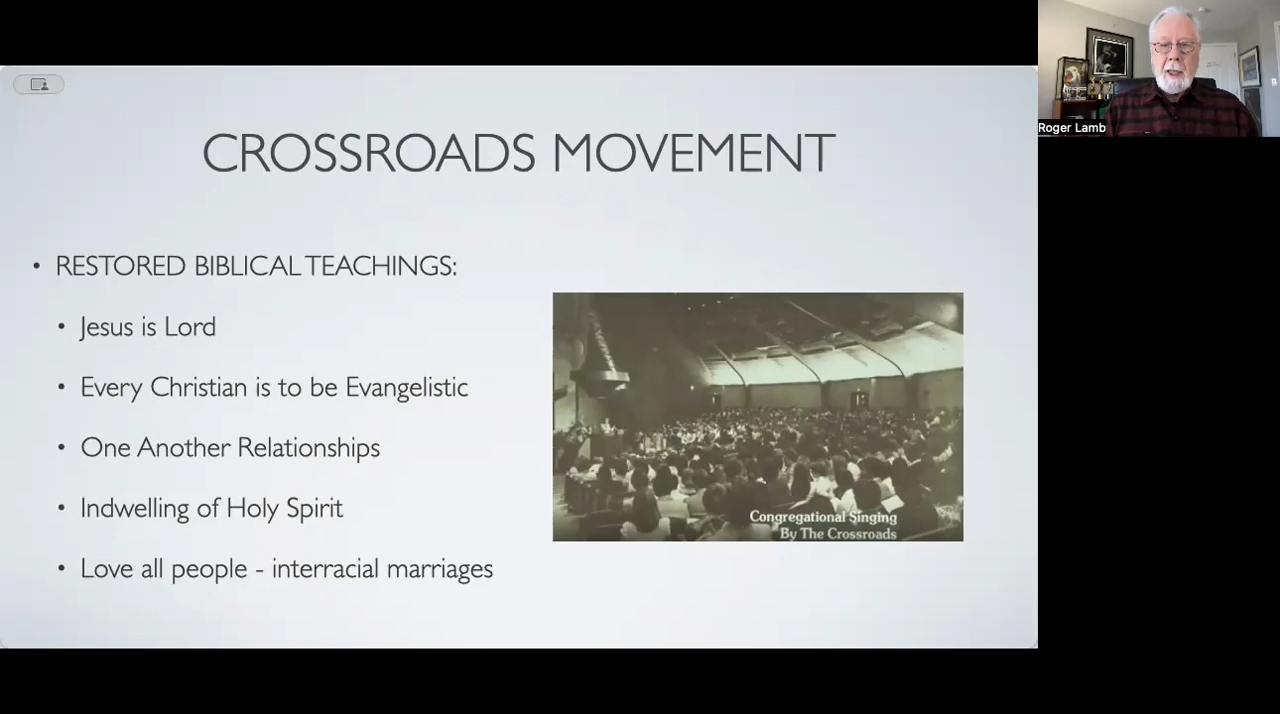 Roger Lamb
CROSSROADS MOVEMENT
• RESTORED BIBLICAL TEACHINGS:
• Jesus is Lord
• Every Christian is to be Evangelistic
• One Another Relationships
• Indwelling of Holy Spirit
• Love all people - interracial marriages
Congregational Singing
By The Crossroads